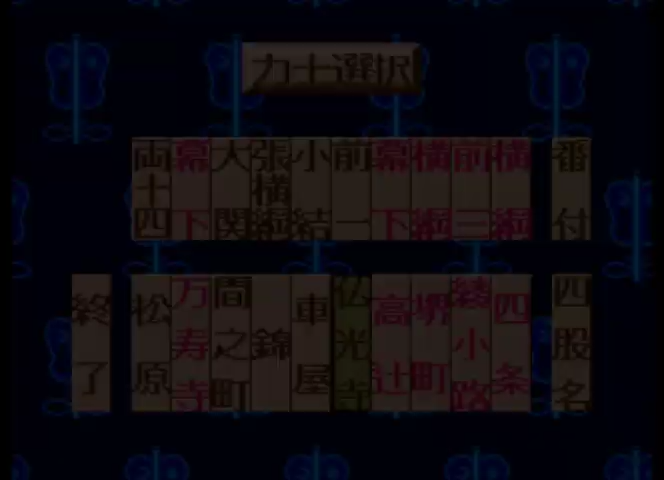 力士選択
番付
横綱
前三
横綱
幕下
前一
小結
張横綱
大関
幕下
両十四
四股名
四条
綾小路
堺町
高辻
仏光寺
車屋
錦
間之町
万寿寺
松原
終了